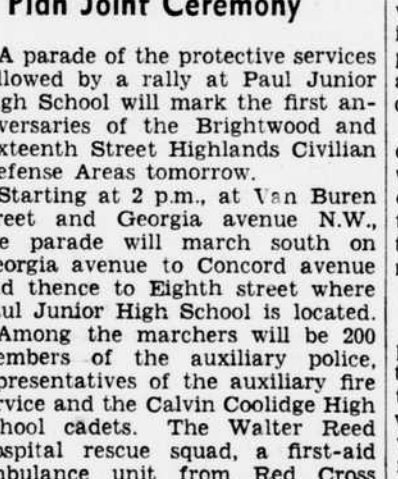 Plan Joint Ceremony
A parade of the protective services
llowed by a rally at Paul Junior
gh School will mark the first an-
versaries of the Brightwood and
xteenth Street Highlands Civilian
efense Areas tomorrow.
Starting at 2 p.m., at Van Buren
reet and Georgia avenue N.W.,
e parade will march south on
eorgia avenue to Concord avenue
d thence to Eighth street where
ul Junior High School is located.
Among the marchers will be 200
embers of the auxiliary police,
presentatives of the auxiliary fire
rvice and the Calvin Coolidge High
hool cadets. The Walter Reed
ospital rescue squad, a first-aid
mbulance unit from Red Cross